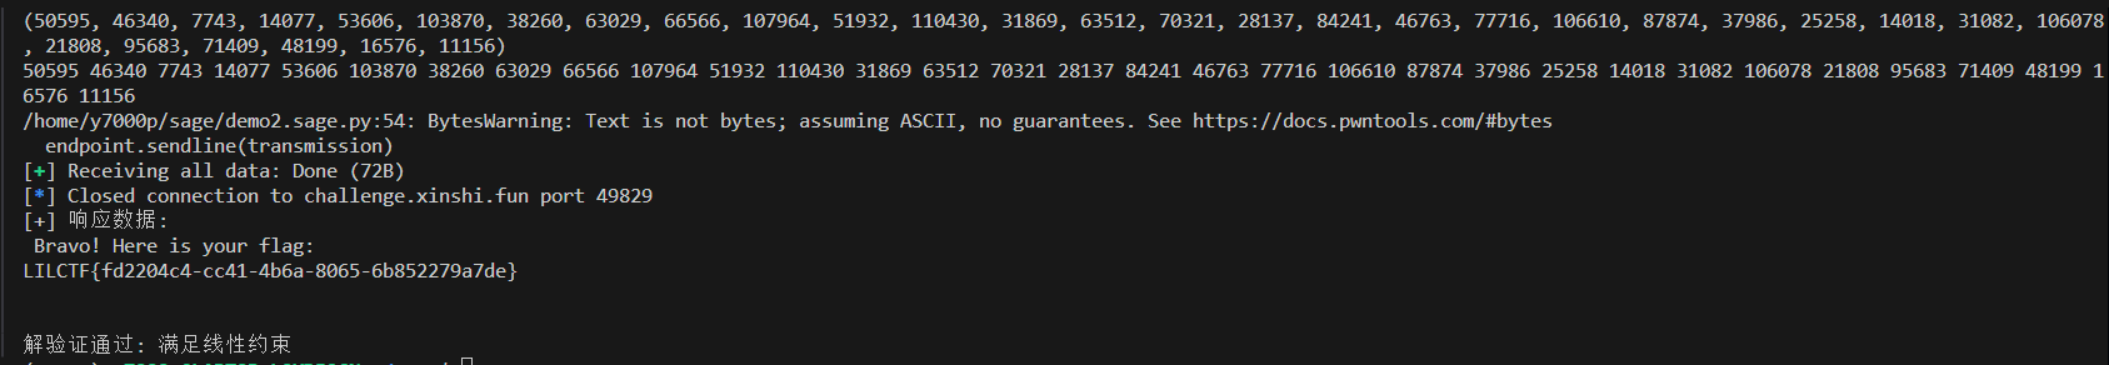 (50595, 46340, 7743, 14077, 53606, 103870, 38260, 63029, 66566, 107964, 51932, 110430, 31869, 63512, 70321, 28137, 84241, 46763, 77716, 106610, 87874, 37986, 25258, 14018, 31082, 106078
, 21808, 95683, 71409, 48199, 16576, 11156)
50595 46340 7743 14077 53606 103870 38260 63029 66566 107964 51932 110430 31869 63512 70321 28137 84241 46763 77716 106610 87874 37986 25258 14018 31082 106078 21808 95683 71409 48199 1
6576 11156
/home/y7000p/sage/demo2.sage.py:54: BytesWarning: Text is not bytes; assuming ASCII, no guarantees. See https://docs.pwntools.com/#bytes
endpoint.sendline(transmission)
[+] Receiving all data: Done (72B)
[*] Closed connection to challenge.xinshi.fun port 49829
[+] 响应数据:
Bravo! Here is your flag:
LILCTF{fd2204c4-cc41-4b6a-8065-6b852279a7de}
解验证通过: 满足线性约束